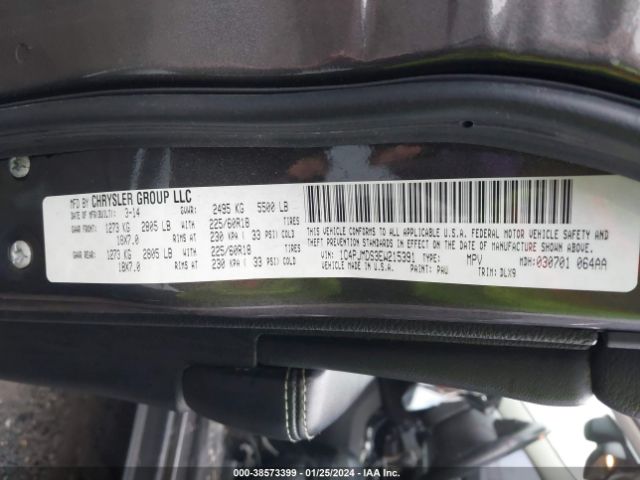 MFD BY CHRYSLER GROUP LLC
DATE OF MFR/BUILT): 3-14 GVWR: 2495 KG 5500 LB
GAWR FRONT: 1273 KG 2805 LB 225/60R18 TIRES
18X7.0 RIMS AT 230 KPA ( 33 PSI) COLD
GAWR REAR: 1273 KG 2805 LB 225/60R18 TIRES
18X7.0 RIMS AT 230 KPA ( 33 PSI) COLD
THIS VEHICLE CONFORMS TO ALL APPLICABLE U.S.A. FEDERAL MOTOR VEHICLE SAFETY,
BUMPER AND THEFT PREVENTION STANDARDS IN EFFECT ON THE DATE OF MANUFACTURE SHOWN ABOVE.
VIN: 1C4PJMDS3EW215391 TYPE: MPV MDH: 030701 064AA
VEHICLE MADE IN U.S.A. PAINT: PAU TRIM: DLX9
000-38573399 - 01/25/2024 - IAA Inc.